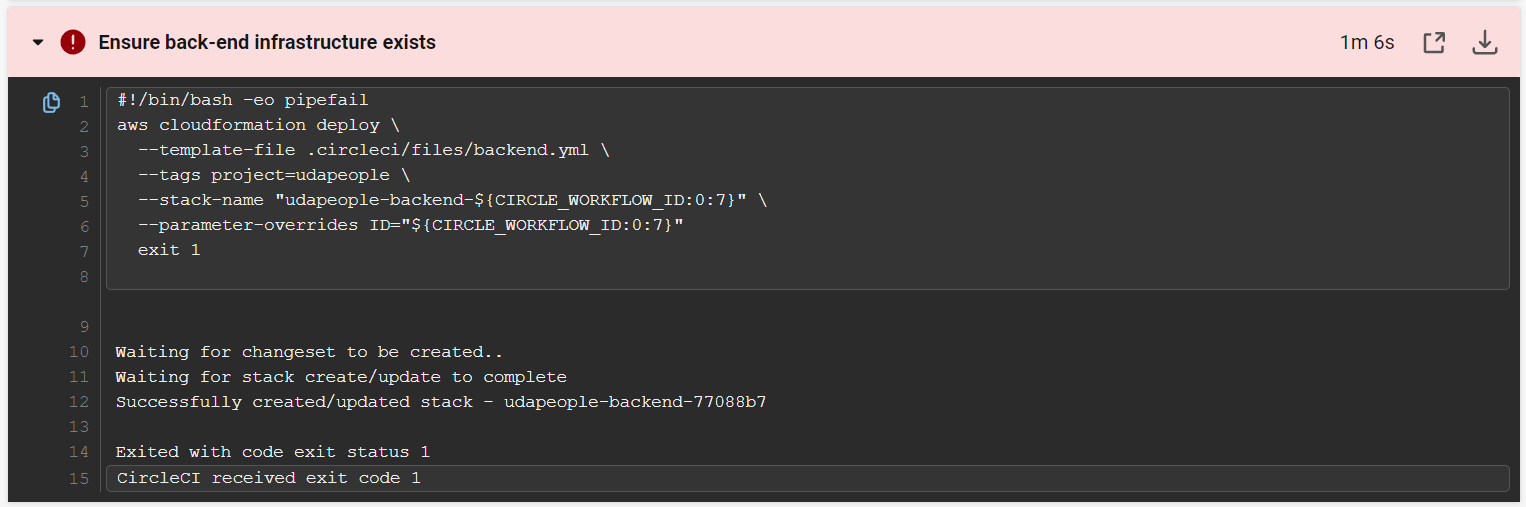 Ensure back-end infrastructure exists 1m 6s
1 #!/bin/bash -eo pipefail
2 aws cloudformation deploy \
3   --template-file .circleci/files/backend.yml \
4   --tags project=udapeople \
5   --stack-name "udapeople-backend-${CIRCLE_WORKFLOW_ID:0:7}" \
6   --parameter-overrides ID="${CIRCLE_WORKFLOW_ID:0:7}"
7   exit 1
8
9
10 Waiting for changeset to be created..
11 Waiting for stack create/update to complete
12 Successfully created/updated stack - udapeople-backend-77088b7
13
14 Exited with code exit status 1
15 CircleCI received exit code 1